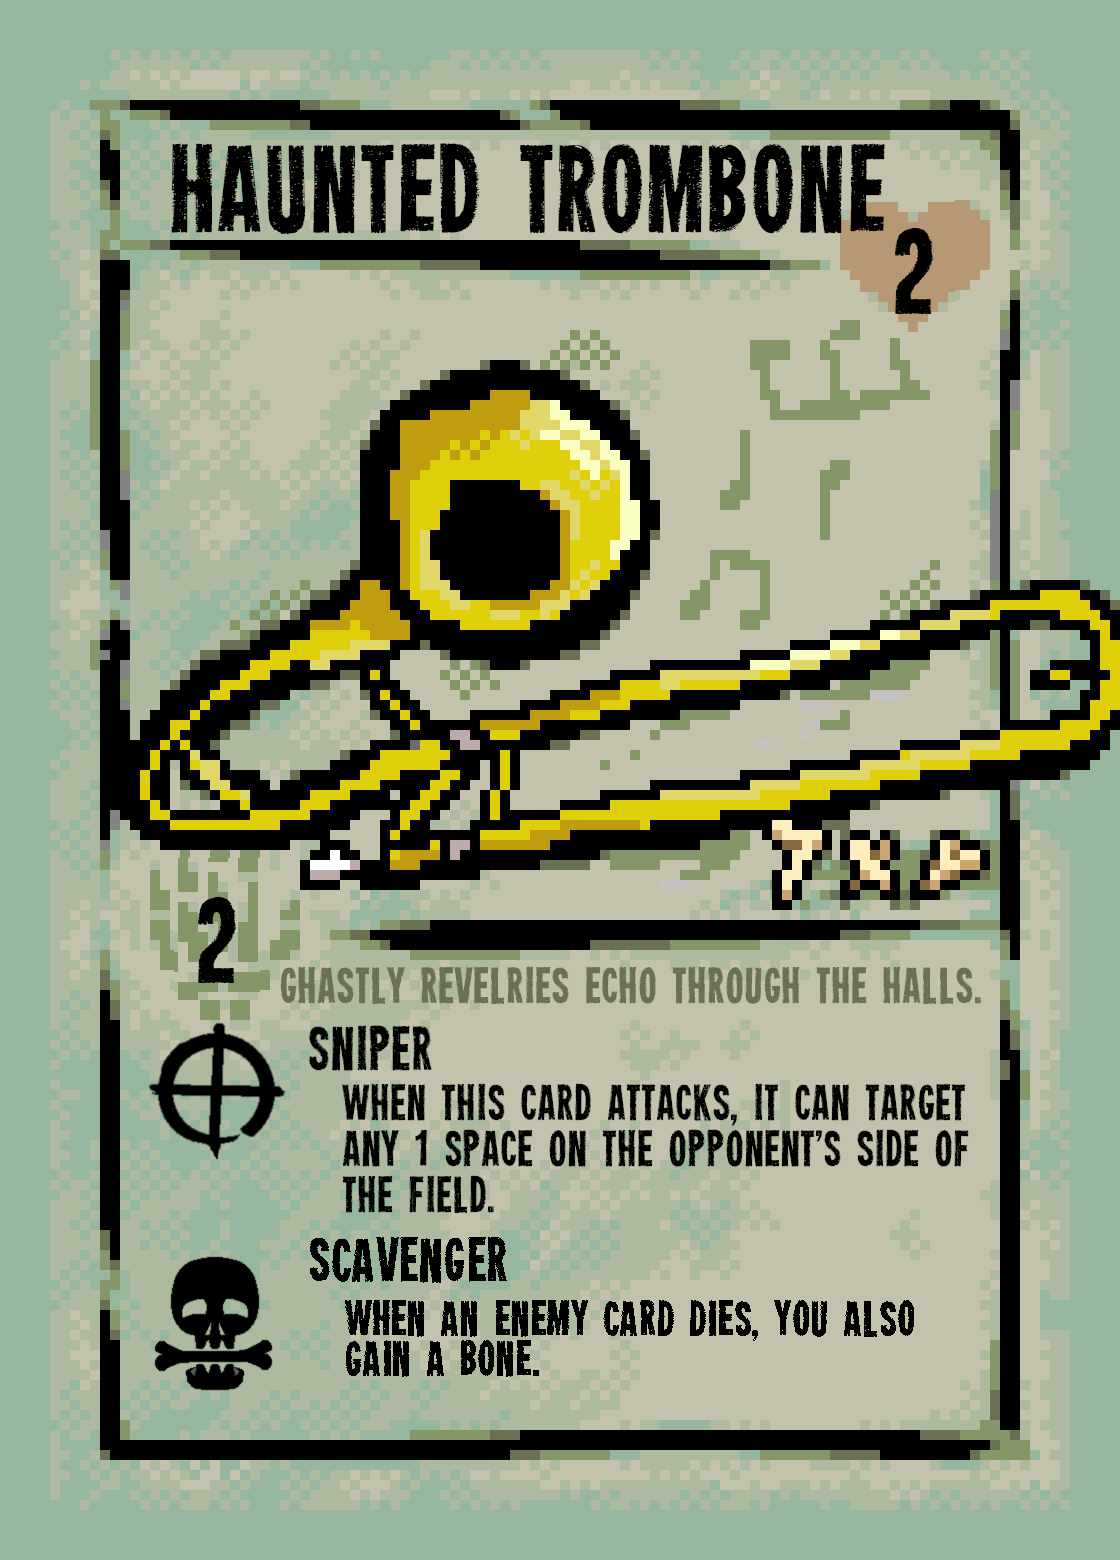 HAUNTED TROMBONE
2
7 X
2
GHASTLY REVELRIES ECHO THROUGH THE HALLS.
SNIPER
WHEN THIS CARD ATTACKS, IT CAN TARGET
ANY 1 SPACE ON THE OPPONENT'S SIDE OF
THE FIELD.
SCAVENGER
WHEN AN ENEMY CARD DIES, YOU ALSO
GAIN A BONE.